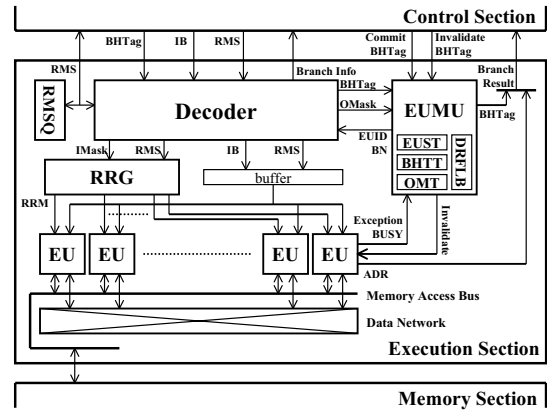 Control Section
RMS
BHTag
IB
RMS
Commit
BHTag
Invalidate
BHTag
Branch Info
Branch
Result
RMSQ
Decoder
BHTag
OMask
EUMU
BHTag
EUID
BN
IMask
RMS
IB
RMS
EUST
BHTT
OMT
DRFLB
RRG
buffer
RRM
Exception
BUSY
Invalidate
EU
EU
EU
EU
ADR
Memory Access Bus
Data Network
Execution Section
Memory Section